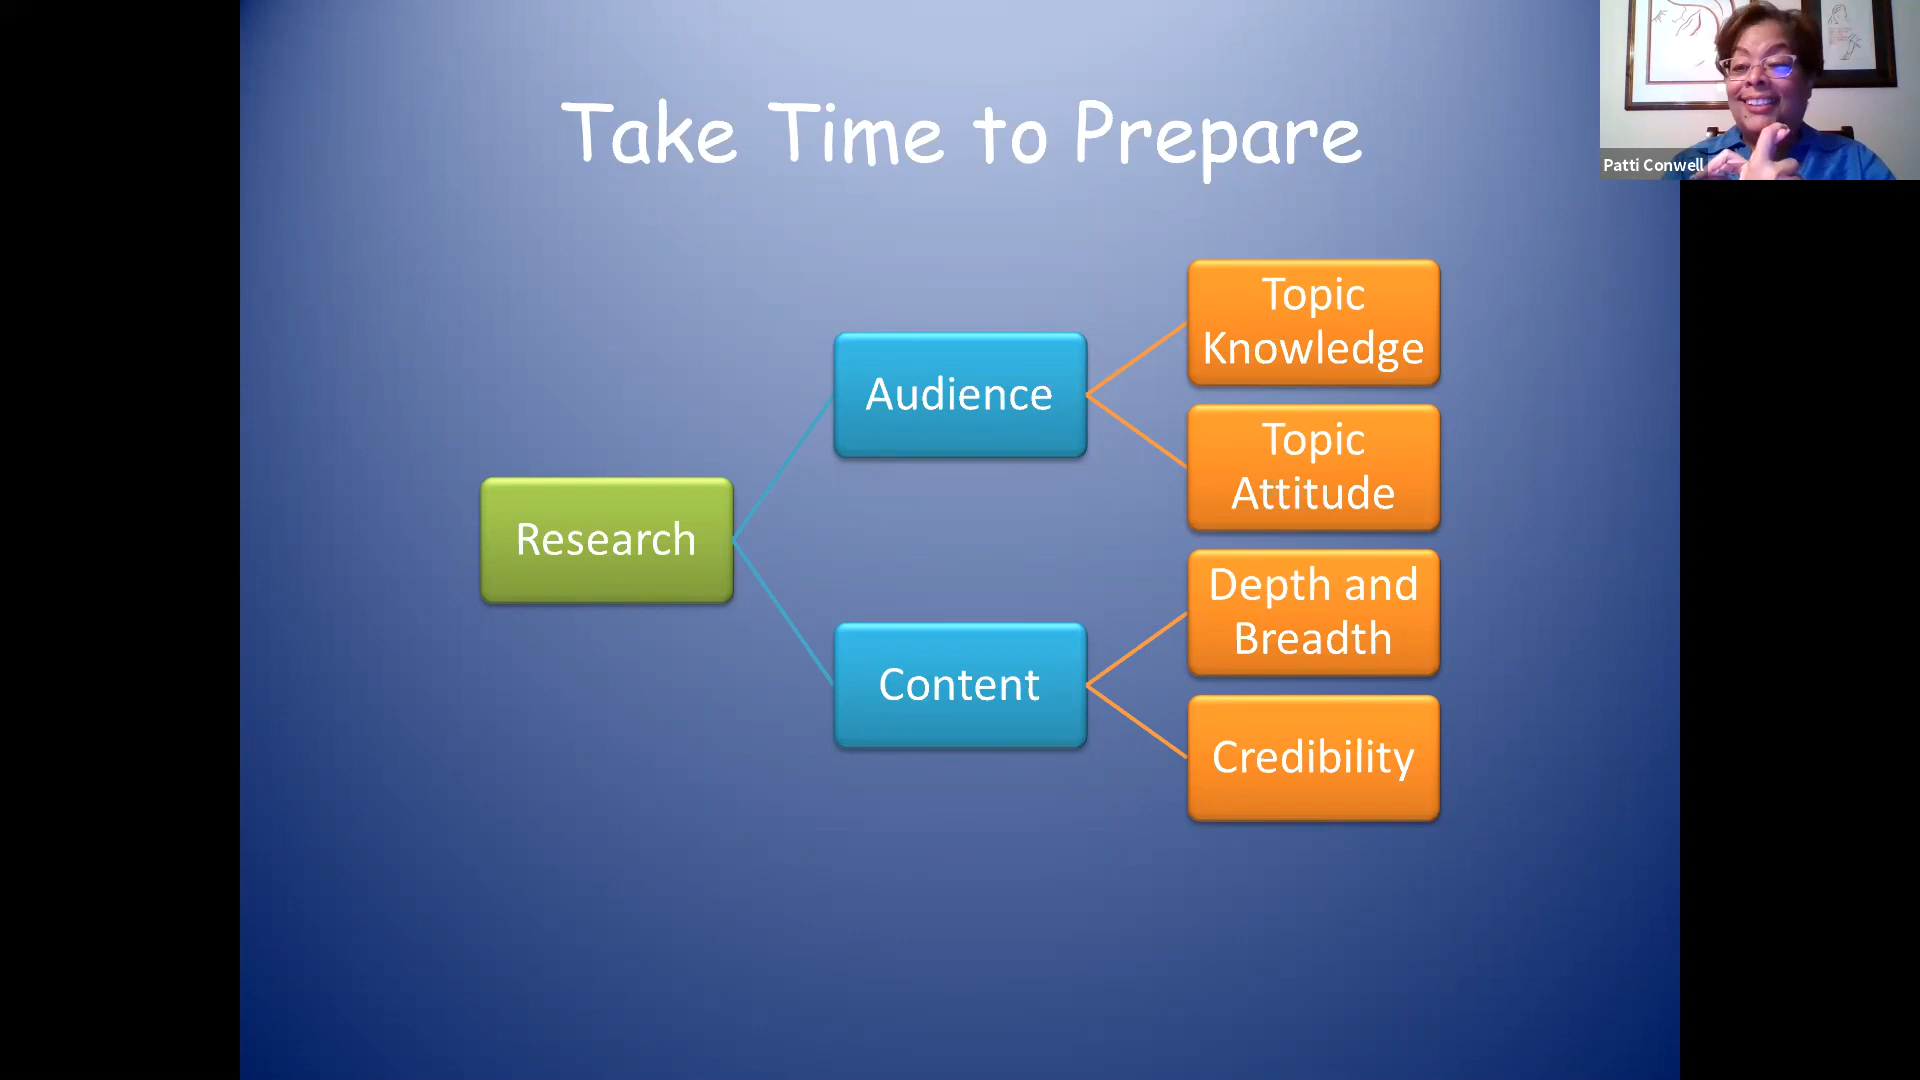 Take Time to Prepare
Patti Conwell
Research
Audience
Content
Topic
Knowledge
Topic
Attitude
Depth and
Breadth
Credibility